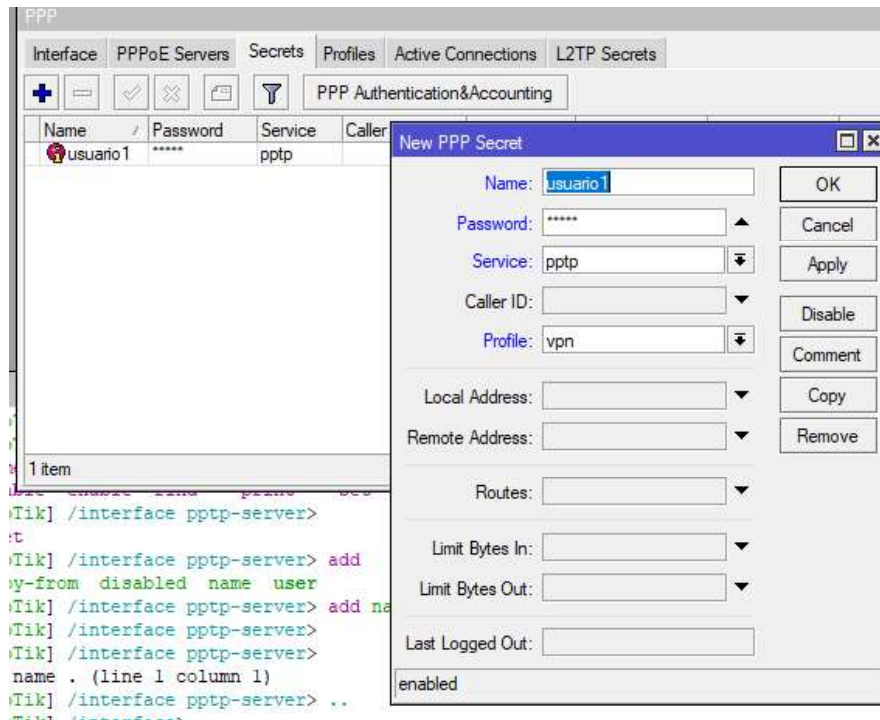 PPP
Interface PPPoE Servers Secrets Profiles Active Connections L2TP Secrets
PPP Authentication&Accounting
Name / Password Service Caller
usuario1 ***** pptp
1 item
New PPP Secret
Name: usuario1
Password: *****
Service: pptp
Caller ID:
Profile: vpn
Local Address:
Remote Address:
Routes:
Limit Bytes In:
Limit Bytes Out:
Last Logged Out:
enabled
OK
Cancel
Apply
Disable
Comment
Copy
Remove
Tik] /interface pptp-server>
et
Tik] /interface pptp-server> add
y-from disabled name user
Tik] /interface pptp-server> add na
Tik] /interface pptp-server>
Tik] /interface pptp-server>
name . (line 1 column 1)
Tik] /interface pptp-server> ..